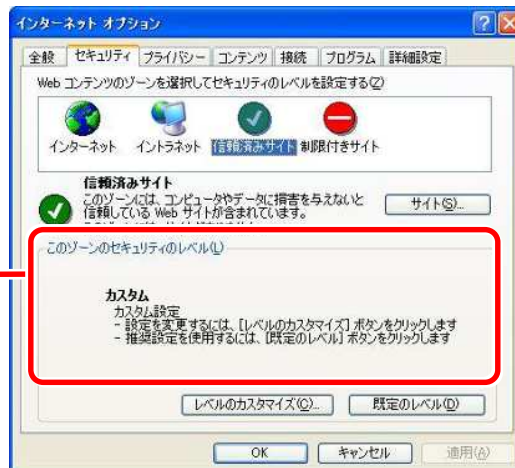 インターネット オプション
全般 セキュリティ プライバシー コンテンツ 接続 プログラム 詳細設定
Web コンテンツのゾーンを選択してセキュリティのレベルを設定する(Z)
インターネット イントラネット 信頼済みサイト 制限付きサイト
信頼済みサイト
このゾーンには、コンピュータやデータに損害を与えないと
信頼している Web サイトが含まれています。
サイト(S)...
このゾーンのセキュリティのレベル(L)
カスタム
カスタム設定
- 設定を変更するには、[レベルのカスタマイズ] ボタンをクリックします
- 推奨設定を使用するには、[既定のレベル] ボタンをクリックします
レベルのカスタマイズ(C)... 既定のレベル(D)
OK キャンセル 適用(A)